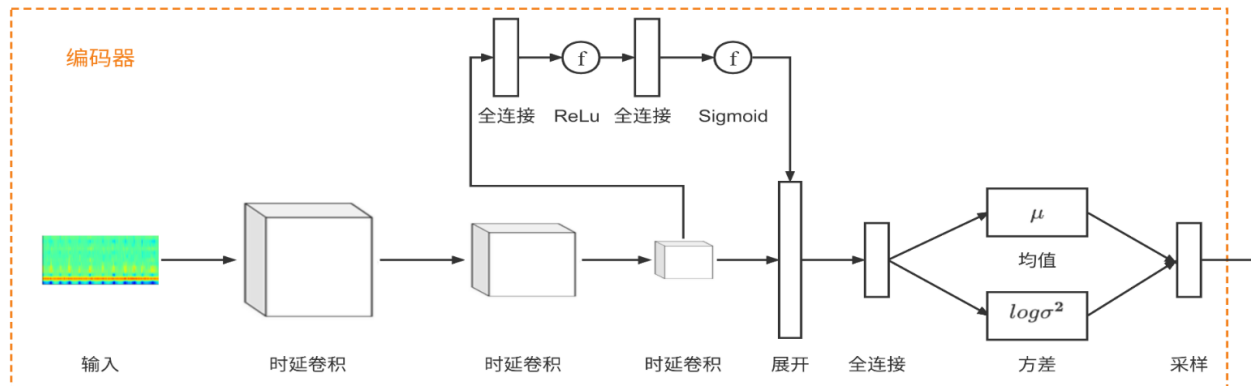 编码器
f
f
全连接
ReLu
全连接
Sigmoid
μ
均值
logσ²
输入
时延卷积
时延卷积
时延卷积
展开
全连接
方差
采样